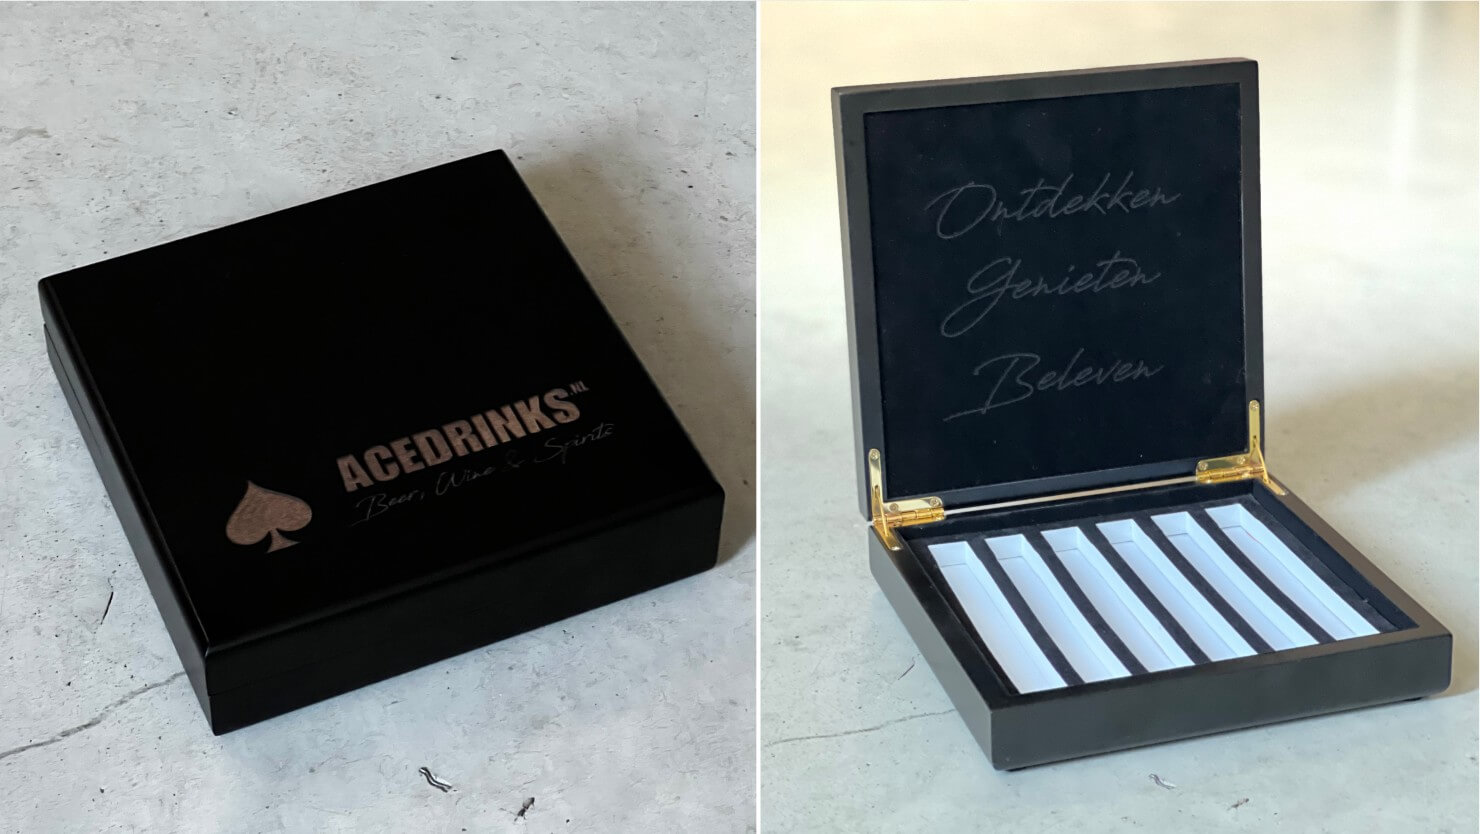 ACEDRINKS.NL
Beer, Wine & Spirits
Ontdekken
Genieten
Beleven